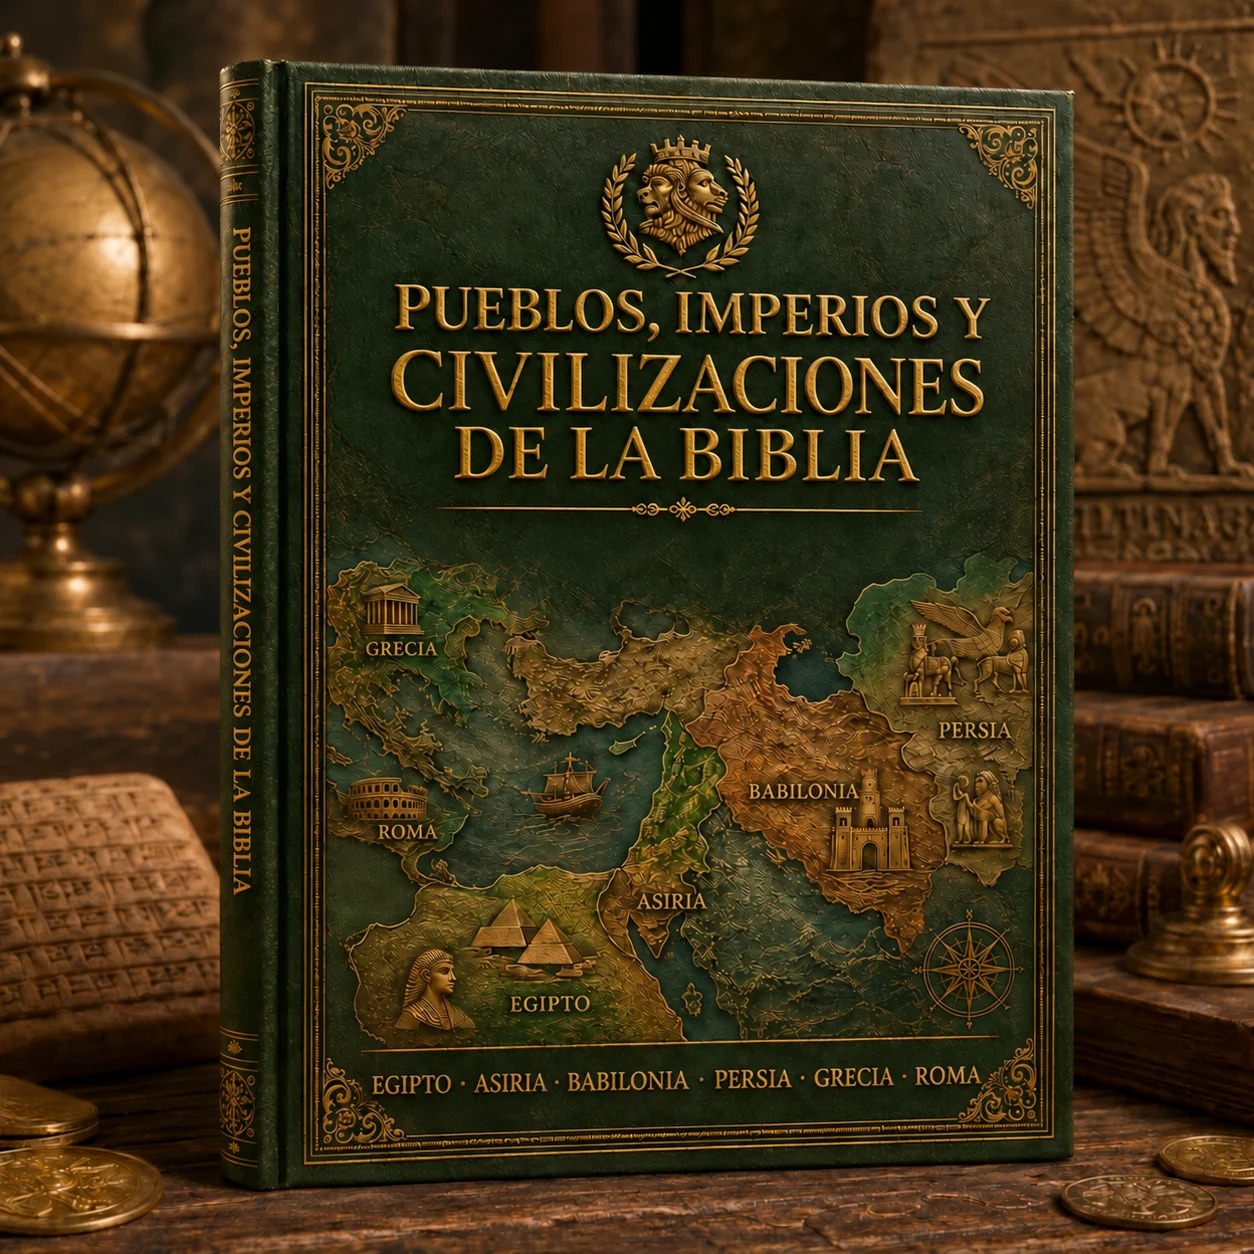 PUEBLOS, IMPERIOS Y
CIVILIZACIONES
DE LA BIBLIA
GRECIA
PERSIA
BABILONIA
ROMA
ASIRIA
EGIPTO
EGIPTO · ASIRIA · BABILONIA · PERSIA · GRECIA · ROMA
PUEBLOS, IMPERIOS Y CIVILIZACIONES DE LA BIBLIA